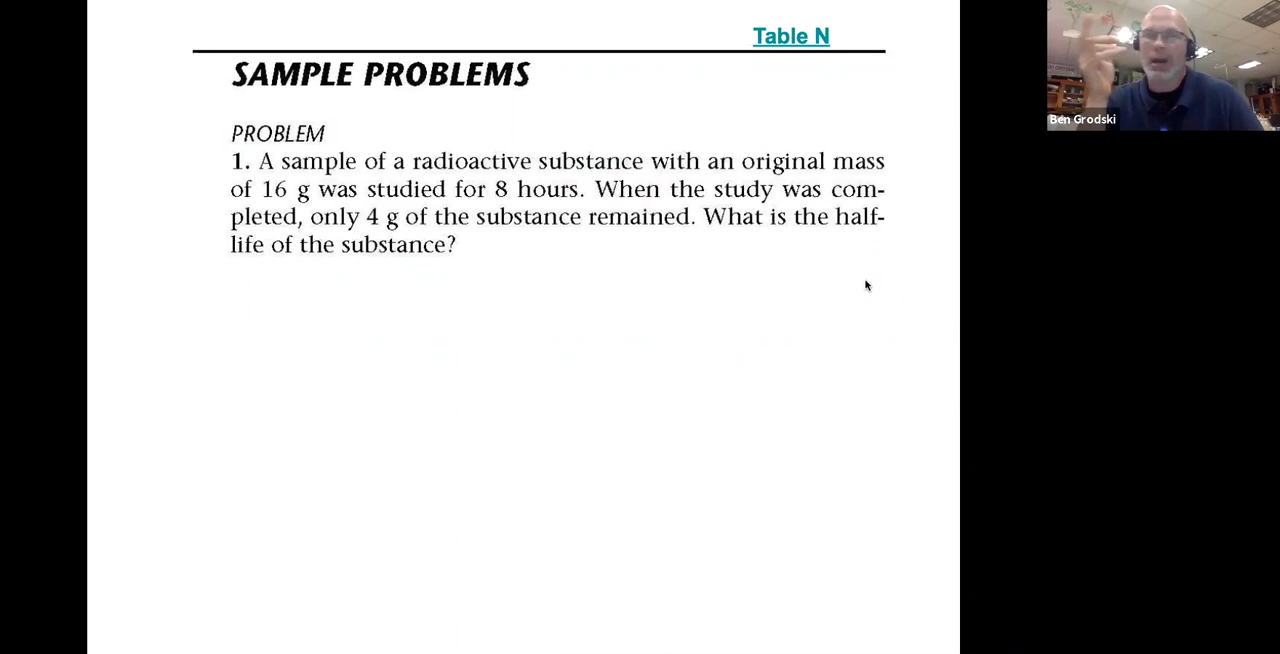 Table N
SAMPLE PROBLEMS
PROBLEM
1. A sample of a radioactive substance with an original mass
of 16 g was studied for 8 hours. When the study was com-
pleted, only 4 g of the substance remained. What is the half-
life of the substance?
Ben Grodski